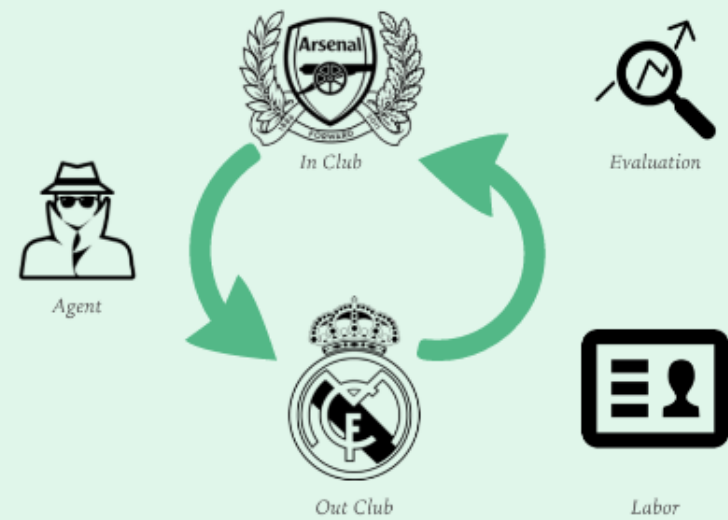 Arsenal
FORWARD
In Club
Evaluation
Agent
Out Club
Labor